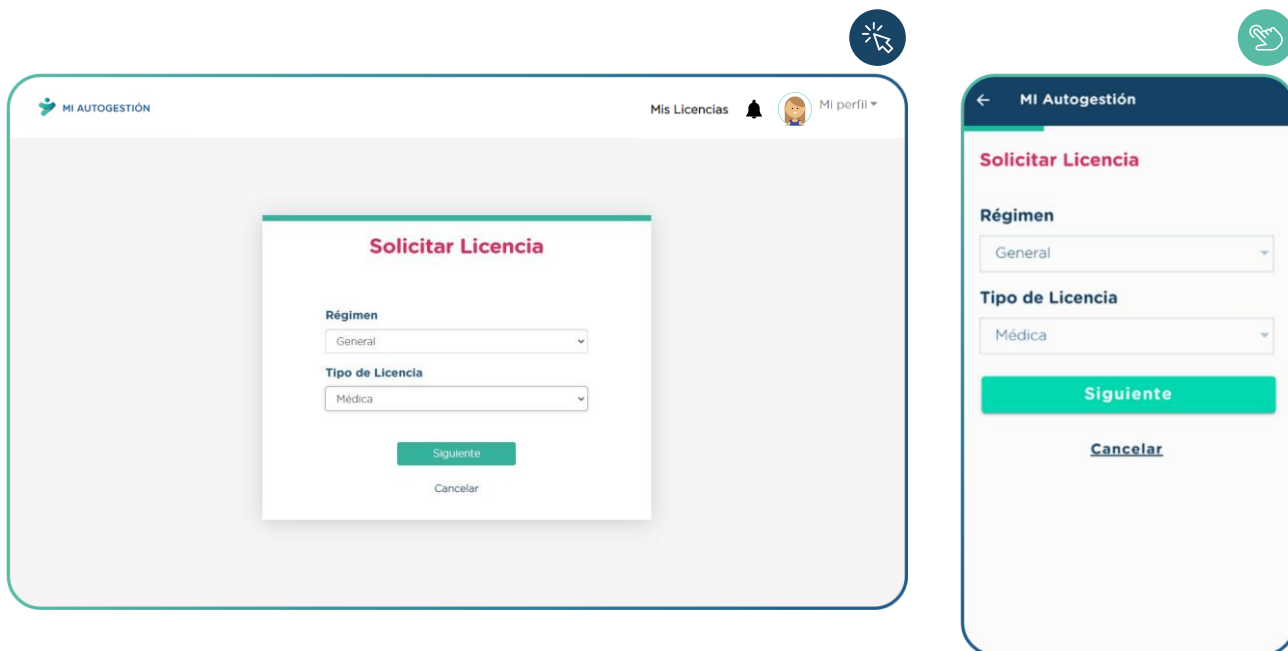 MI AUTOGESTIÓN
Mis Licencias
Mi perfil
Solicitar Licencia
Régimen
General
Tipo de Licencia
Médica
Siguiente
Cancelar
MI Autogestión
Solicitar Licencia
Régimen
General
Tipo de Licencia
Médica
Siguiente
Cancelar